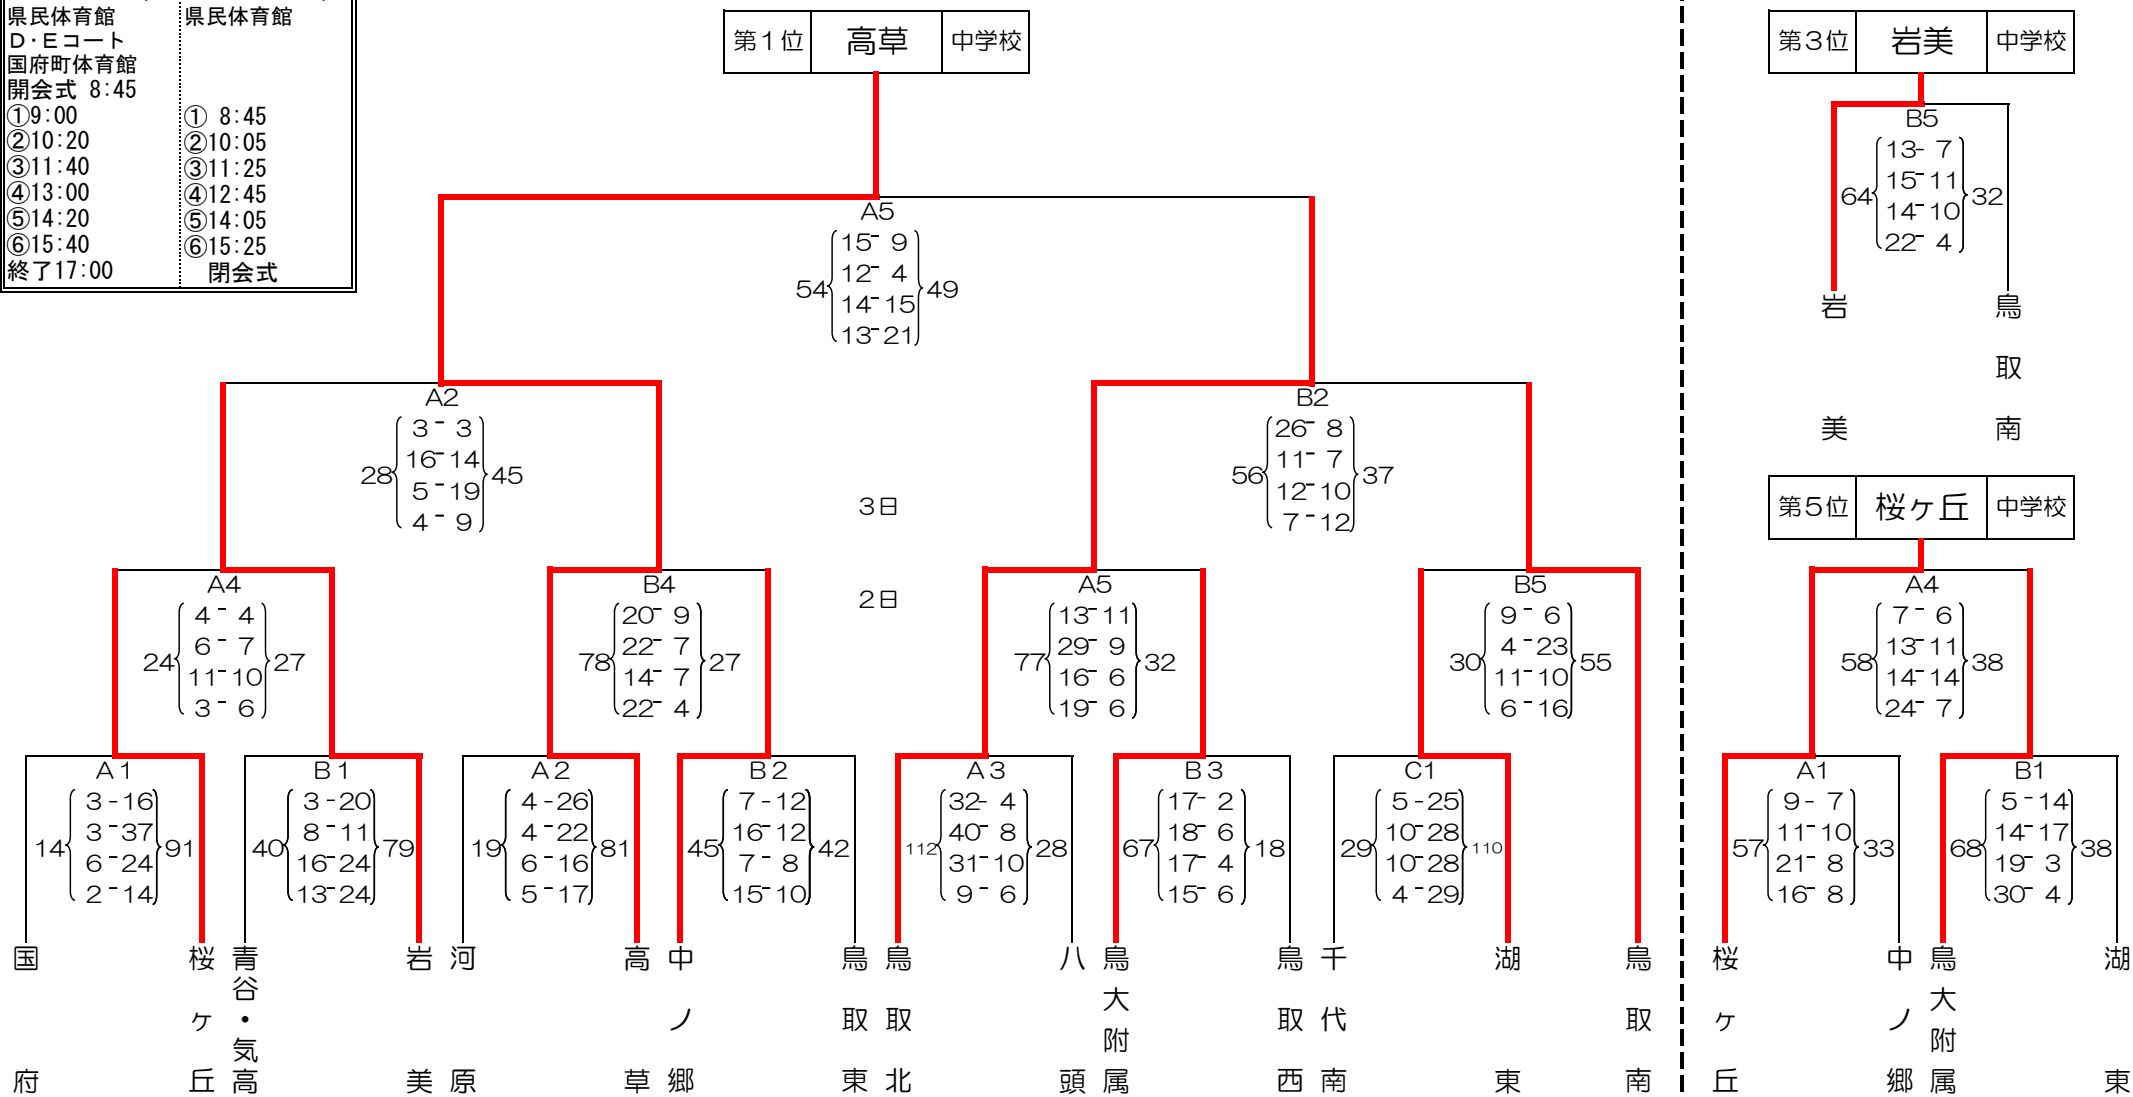 県民体育館 県民体育館
D・Eコート
国府町体育館
開会式 8:45
①9:00 ① 8:45
②10:20 ②10:05
③11:40 ③11:25
④13:00 ④12:45
⑤14:20 ⑤14:05
⑥15:40 ⑥15:25
終了17:00 閉会式
第1位 高草 中学校
A5
15- 9
12- 4
54 49
14-15
13-21
A2
3- 3
16-14
28 45
5-19
4- 9
B2
26- 8
11- 7
56 37
12-10
7-12
3日
2日
A4
4- 4
6- 7
24 27
11-10
3- 6
B4
20- 9
22- 7
78 27
14- 7
22- 4
A5
13-11
29- 9
77 32
16- 6
19- 6
B5
9- 6
4-23
30 55
11-10
6-16
A1
3-16
3-37
14 91
6-24
2-14
B1
3-20
8-11
40 79
16-24
13-24
A2
4-26
4-22
19 81
6-16
5-17
B2
7-12
16-12
45 42
7- 8
15-10
A3
32- 4
40- 8
112 28
31-10
9- 6
B3
17- 2
18- 6
67 18
17- 4
15- 6
C1
5-25
10-28
29 110
10-28
4-29
国府
桜ヶ丘
青谷・気高
岩美
河原
高草
中ノ郷
鳥取東
鳥取北
八頭
鳥大附属
鳥取西
千代南
湖東
鳥取南
第3位 岩美 中学校
B5
13- 7
15-11
64 32
14-10
22- 4
岩美
鳥取南
第5位 桜ヶ丘 中学校
A4
7- 6
13-11
58 38
14-14
24- 7
A1
9- 7
11-10
57 33
21- 8
16- 8
B1
5-14
14-17
68 38
19- 3
30- 4
桜ヶ丘
中ノ郷
鳥大附属
湖東